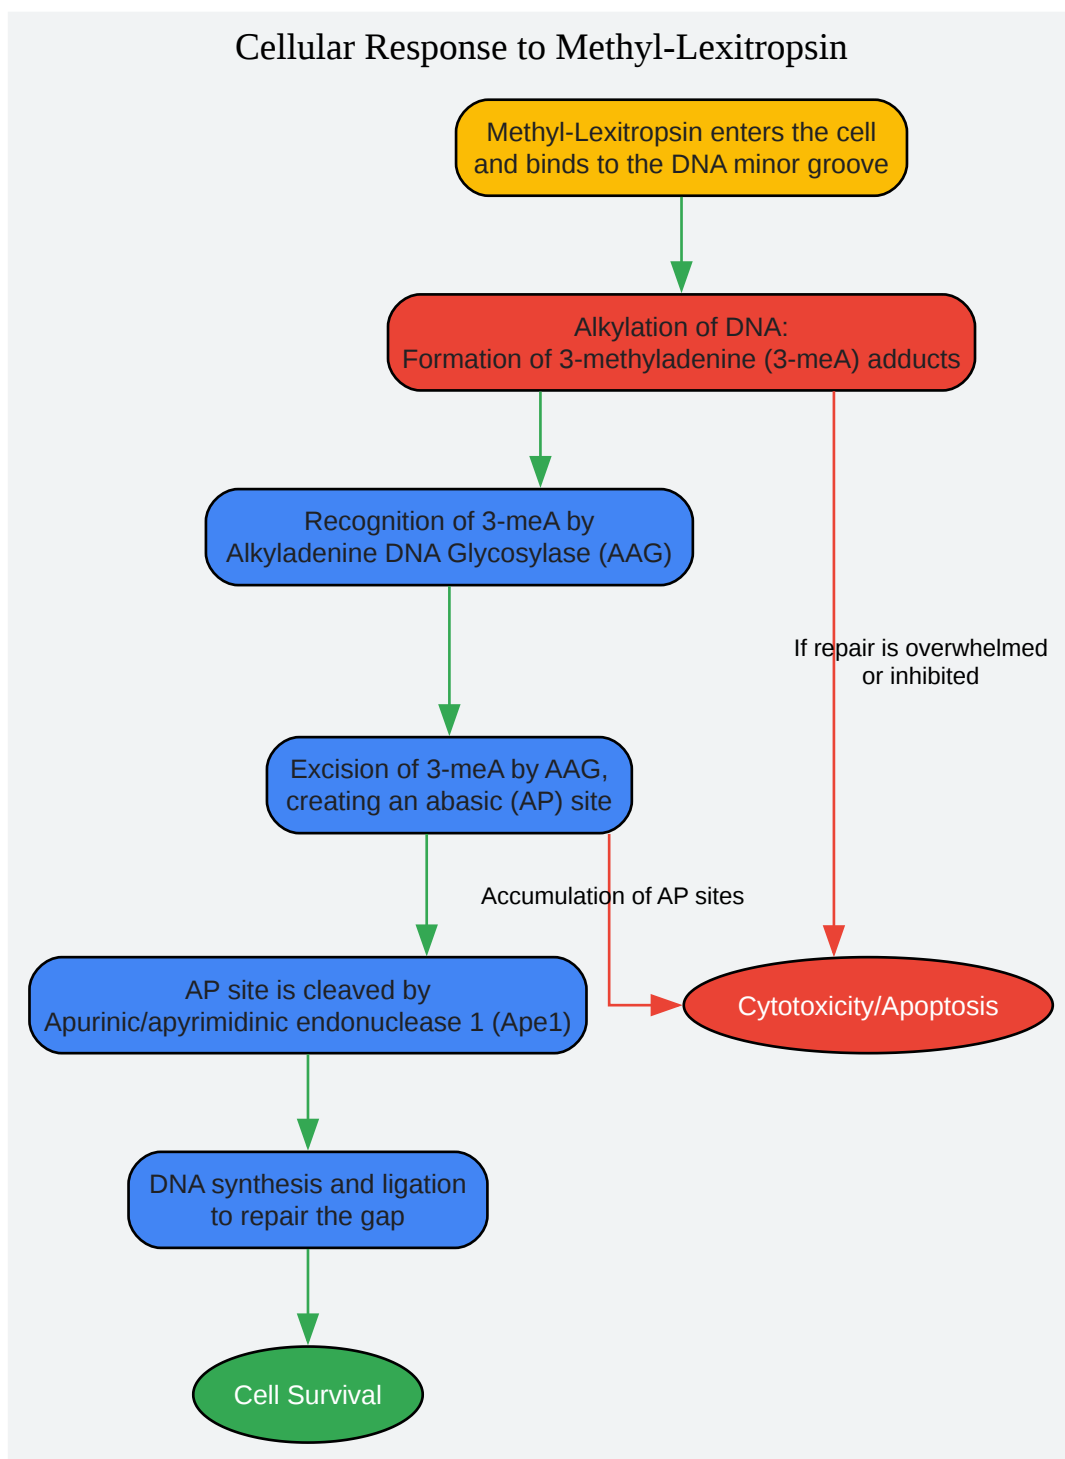 Cellular Response to Methyl-Lexitropsin
Methyl-Lexitropsin enters the cell
and binds to the DNA minor groove
Alkylation of DNA:
Formation of 3-methyladenine (3-meA) adducts
Recognition of 3-meA by
Alkyladenine DNA Glycosylase (AAG)
If repair is overwhelmed
or inhibited
Excision of 3-meA by AAG,
creating an abasic (AP) site
Accumulation of AP sites
AP site is cleaved by
Apurinic/apyrimidinic endonuclease 1 (Ape1)
Cytotoxicity/Apoptosis
DNA synthesis and ligation
to repair the gap
Cell Survival